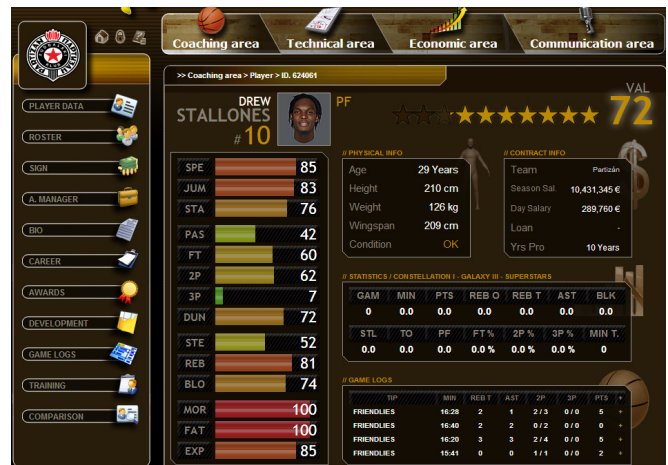 Coaching area Technical area Economic area Communication area
>> Coaching area > Player > ID. 624061
DREW
STALLONES
#10
PF
VAL
72
PLAYER DATA
ROSTER
SIGN
A. MANAGER
BIO
CAREER
AWARDS
DEVELOPMENT
GAME LOGS
TRAINING
COMPARISON
SPE 85
JUM 83
STA 76
PAS 42
FT 60
2P 62
3P 7
DUN 72
STE 52
REB 81
BLO 74
MOR 100
FAT 100
EXP 85
// PHYSICAL INFO
Age 29 Years
Height 210 cm
Weight 126 kg
Wingspan 209 cm
Condition OK
// CONTRACT INFO
Team Partizán
Season Sal. 10,431,345 €
Day Salary 289,760 €
Loan -
Yrs Pro 10 Years
// STATISTICS / CONSTELLATION I - GALAXY III - SUPERSTARS
GAM MIN PTS REB O REB T AST BLK
0 0.0 0.0 0.0 0.0 0.0 0.0
STL TO PF FT % 2P % 3P % MIN T.
0.0 0.0 0.0 0.0 % 0.0 % 0.0 % 0
// GAME LOGS
TIP MIN REB T AST 2P 3P PTS +
FRIENDLIES 16:28 2 1 2 / 3 0 / 0 5 +
FRIENDLIES 16:40 2 2 0 / 2 0 / 0 0 +
FRIENDLIES 16:20 3 3 2 / 4 0 / 0 5 +
FRIENDLIES 15:41 0 0 1 / 1 0 / 0 2 +